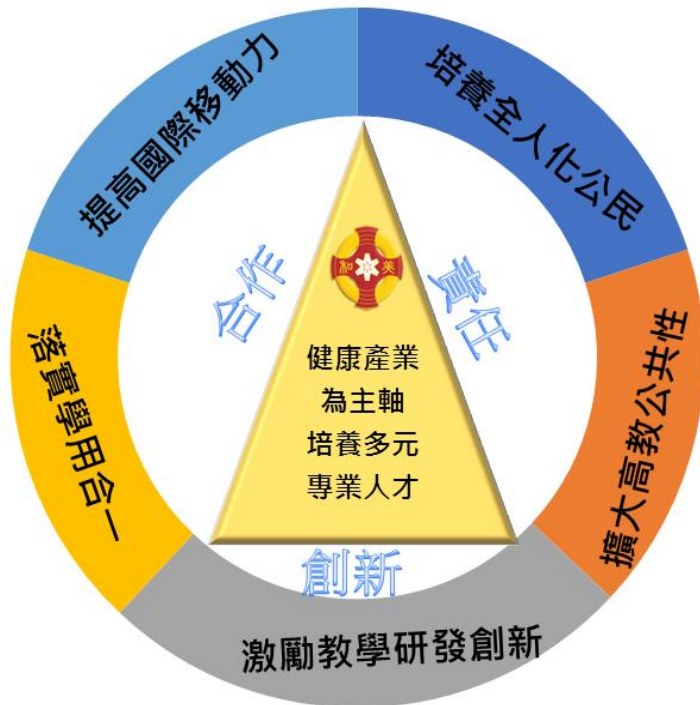 提高國際移動力
培養全人化公民
擴大高教公共性
激勵教學研發創新
落實學用合一
合作
責任
創新
和 美
健康產業
為主軸
培養多元
專業人才